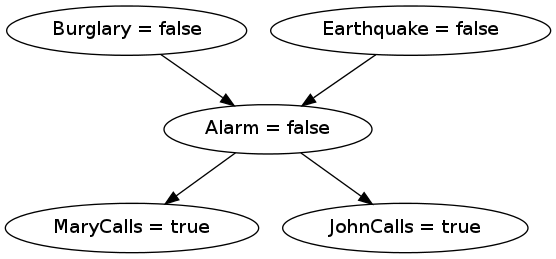 Burglary = false
Earthquake = false
Alarm = false
MaryCalls = true
JohnCalls = true